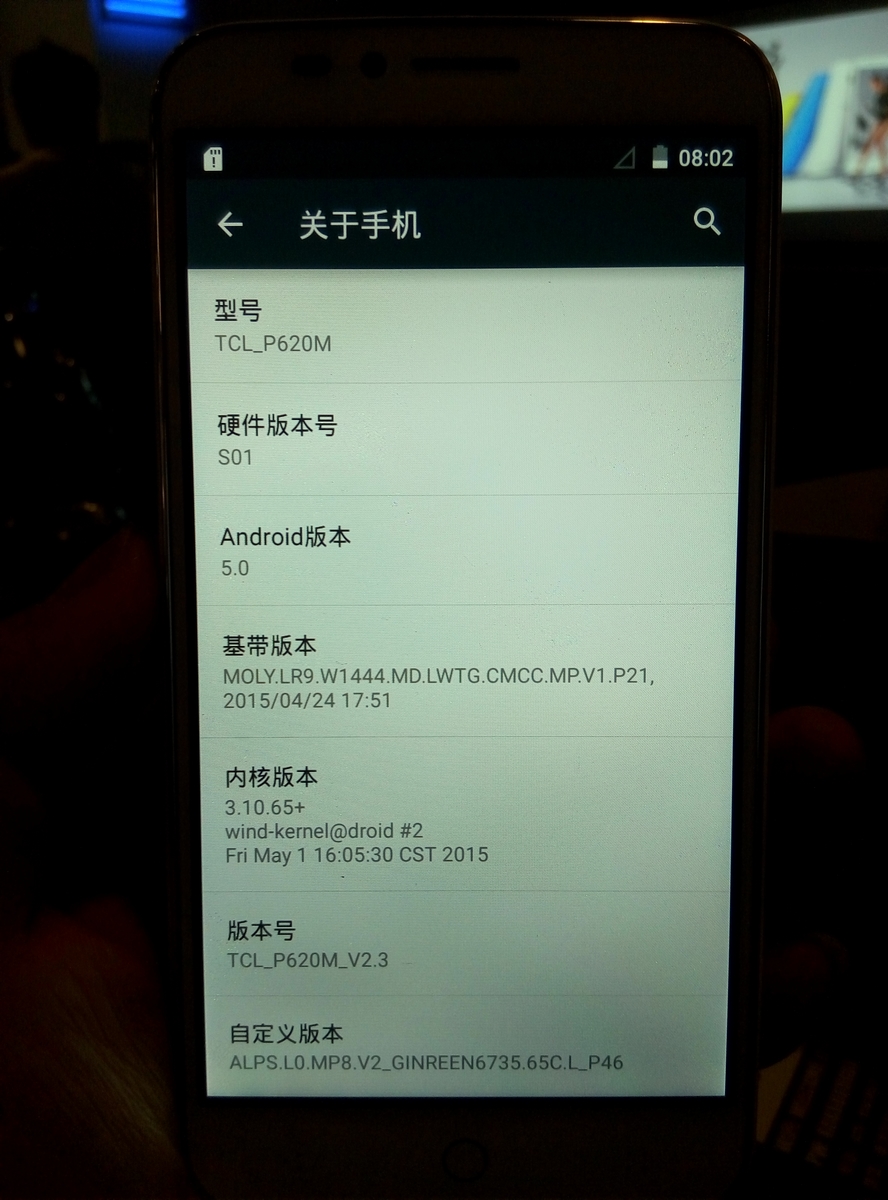 08:02
关于手机
型号
TCL_P620M
硬件版本号
S01
Android版本
5.0
基带版本
MOLY.LR9.W1444.MD.LWTG.CMCC.MP.V1.P21,
2015/04/24 17:51
内核版本
3.10.65+
wind-kernel@droid #2
Fri May 1 16:05:30 CST 2015
版本号
TCL_P620M_V2.3
自定义版本
ALPS.L0.MP8.V2_GINREEN6735.65C.L_P46